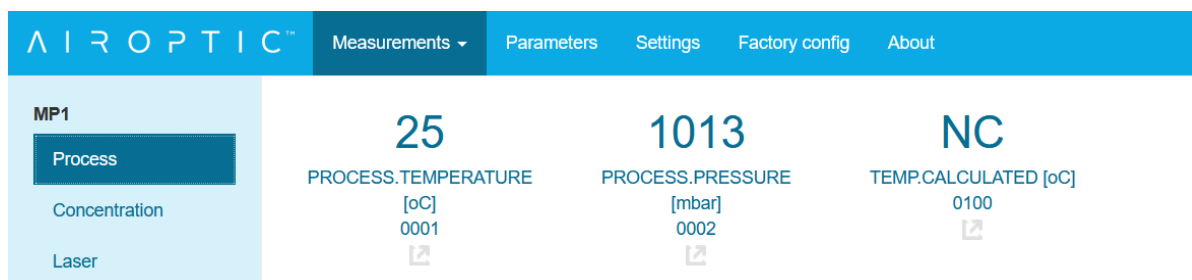 AIROPTIC™ Measurements Parameters Settings Factory config About
MP1
Process
Concentration
Laser
25
PROCESS.TEMPERATURE
[oC]
0001
1013
PROCESS.PRESSURE
[mbar]
0002
NC
TEMP.CALCULATED [oC]
0100